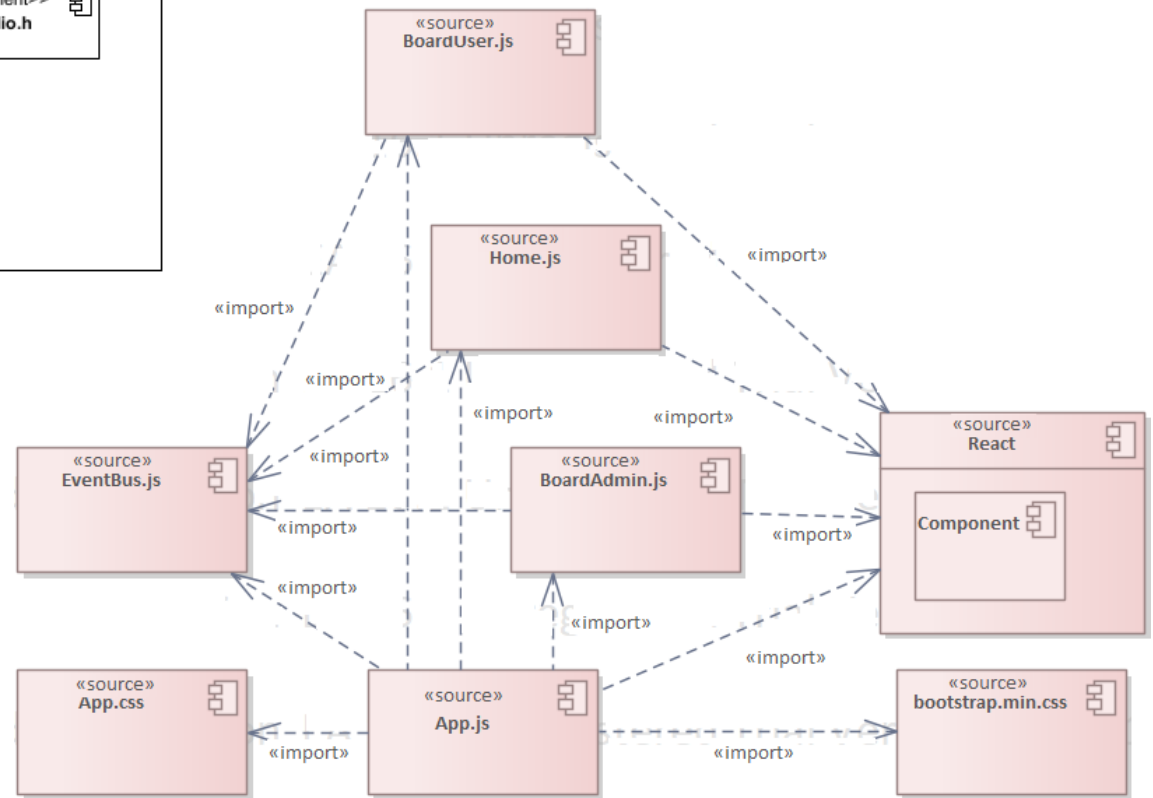 «source»
BoardUser.js
«source»
Home.js
«import»
«import»
«import»
«import»
«import»
«source»
React
«import»
«source»
EventBus.js
«source»
BoardAdmin.js
Component
«import»
«import»
«import»
«import»
«import»
«source»
App.css
«source»
App.js
«source»
bootstrap.min.css
«import»
«import»